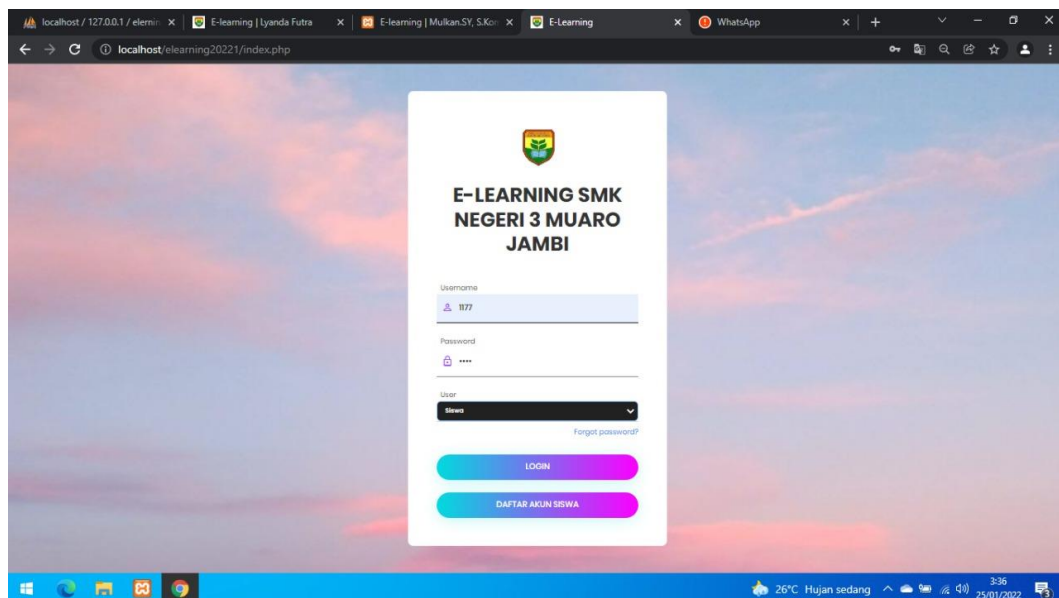 localhost / 127.0.0.1 / elernin
E-learning | Lyanda Futra
E-learning | Mulkan.SY, S.Kom
E-Learning
WhatsApp
localhost/elearning20221/index.php
E-LEARNING SMK
NEGERI 3 MUARO
JAMBI
Username
1177
Password
User
Siswa
Forgot password?
LOGIN
DAFTAR AKUN SISWA
26°C Hujan sedang
3:36
25/01/2022
3